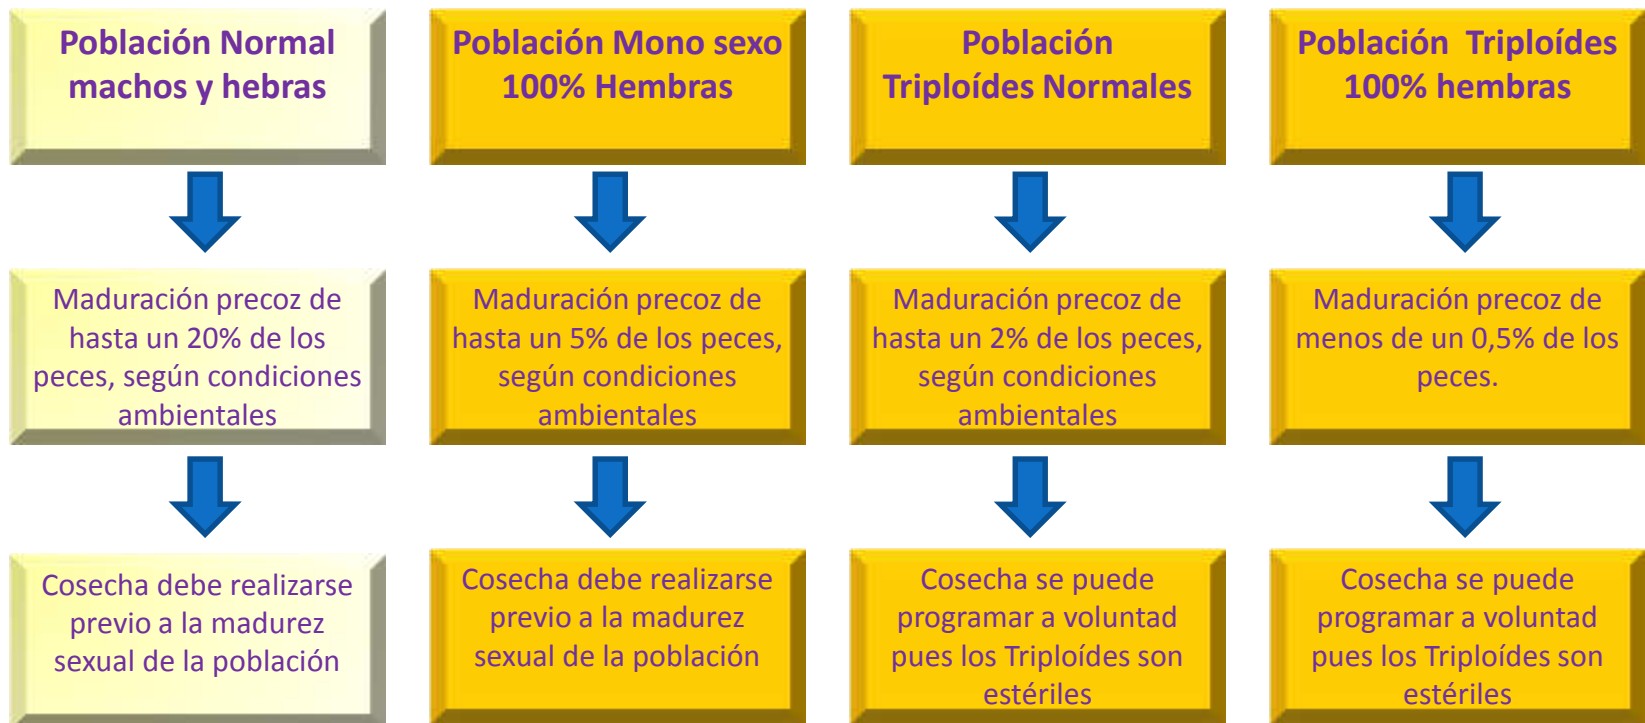 Población Normal
machos y hebras
Población Mono sexo
100% Hembras
Población
Triploídes Normales
Población Triploídes
100% hembras
Maduración precoz de
hasta un 20% de los
peces, según condiciones
ambientales
Maduración precoz de
hasta un 5% de los peces,
según condiciones
ambientales
Maduración precoz de
hasta un 2% de los peces,
según condiciones
ambientales
Maduración precoz de
menos de un 0,5% de los
peces.
Cosecha debe realizarse
previo a la madurez
sexual de la población
Cosecha debe realizarse
previo a la madurez
sexual de la población
Cosecha se puede
programar a voluntad
pues los Triploídes son
estériles
Cosecha se puede
programar a voluntad
pues los Triploídes son
estériles